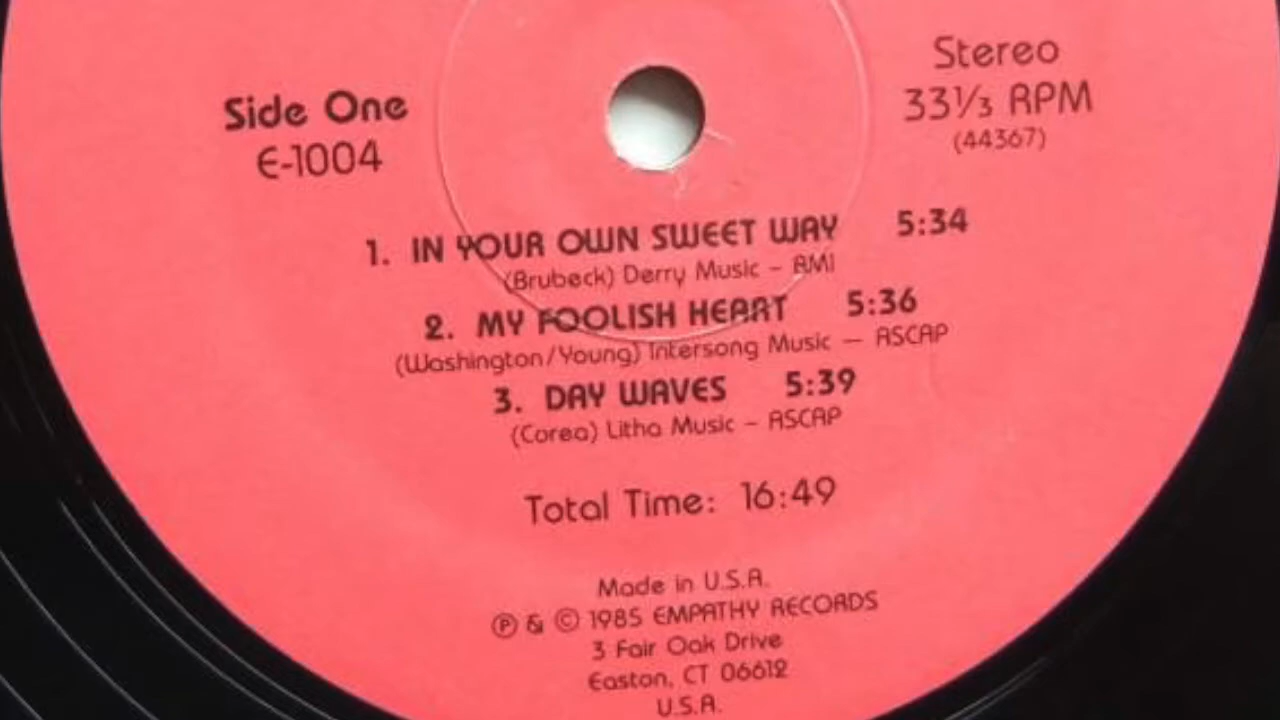 Side One
E-1004
Stereo
33⅓ RPM
(44367)
1. IN YOUR OWN SWEET WAY 5:34
(Brubeck) Derry Music - BMI
2. MY FOOLISH HEART 5:36
(Washington/Young) Intersong Music — ASCAP
3. DAY WAVES 5:39
(Corea) Litha Music - ASCAP
Total Time: 16:49
Made in U.S.A.
℗ & © 1985 EMPATHY RECORDS
3 Fair Oak Drive
Easton, CT 06612
U.S.A.